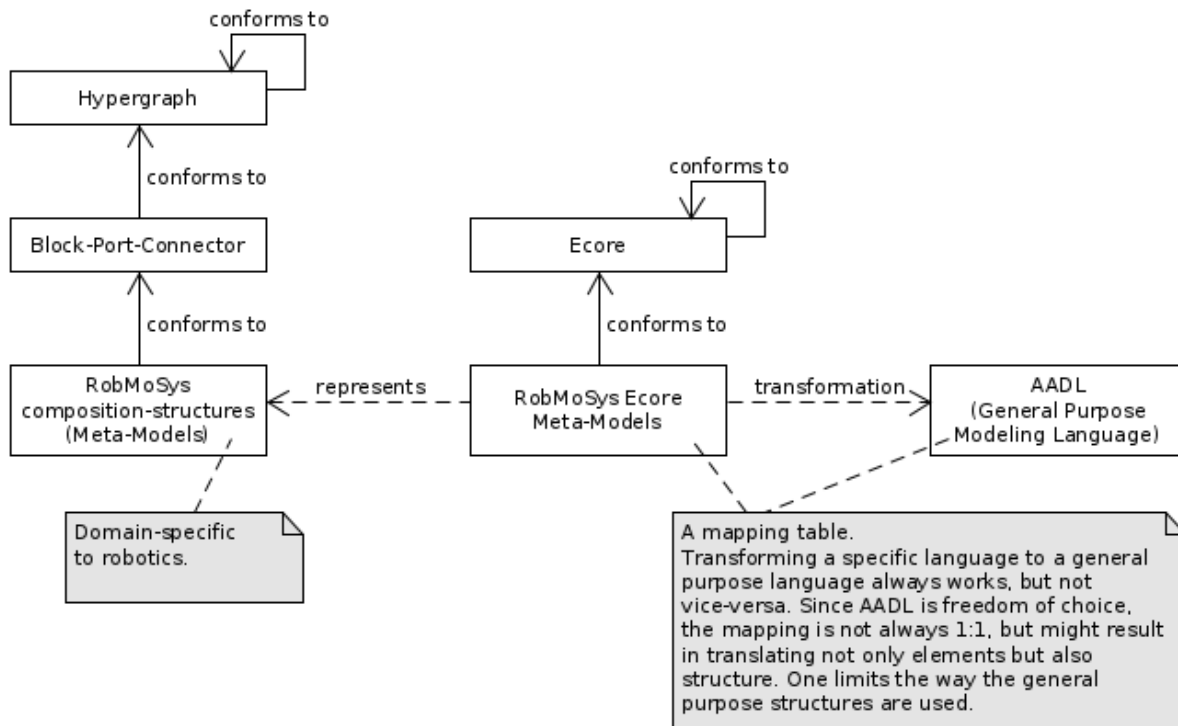 conforms to
Hypergraph
conforms to
conforms to
Block-Port-Connector
Ecore
conforms to
conforms to
RobMoSys
composition-structures
(Meta-Models)
represents
RobMoSys Ecore
Meta-Models
transformation
AADL
(General Purpose
Modeling Language)
Domain-specific
to robotics.
A mapping table.
Transforming a specific language to a general
purpose language always works, but not
vice-versa. Since AADL is freedom of choice,
the mapping is not always 1:1, but might result
in translating not only elements but also
structure. One limits the way the general
purpose structures are used.